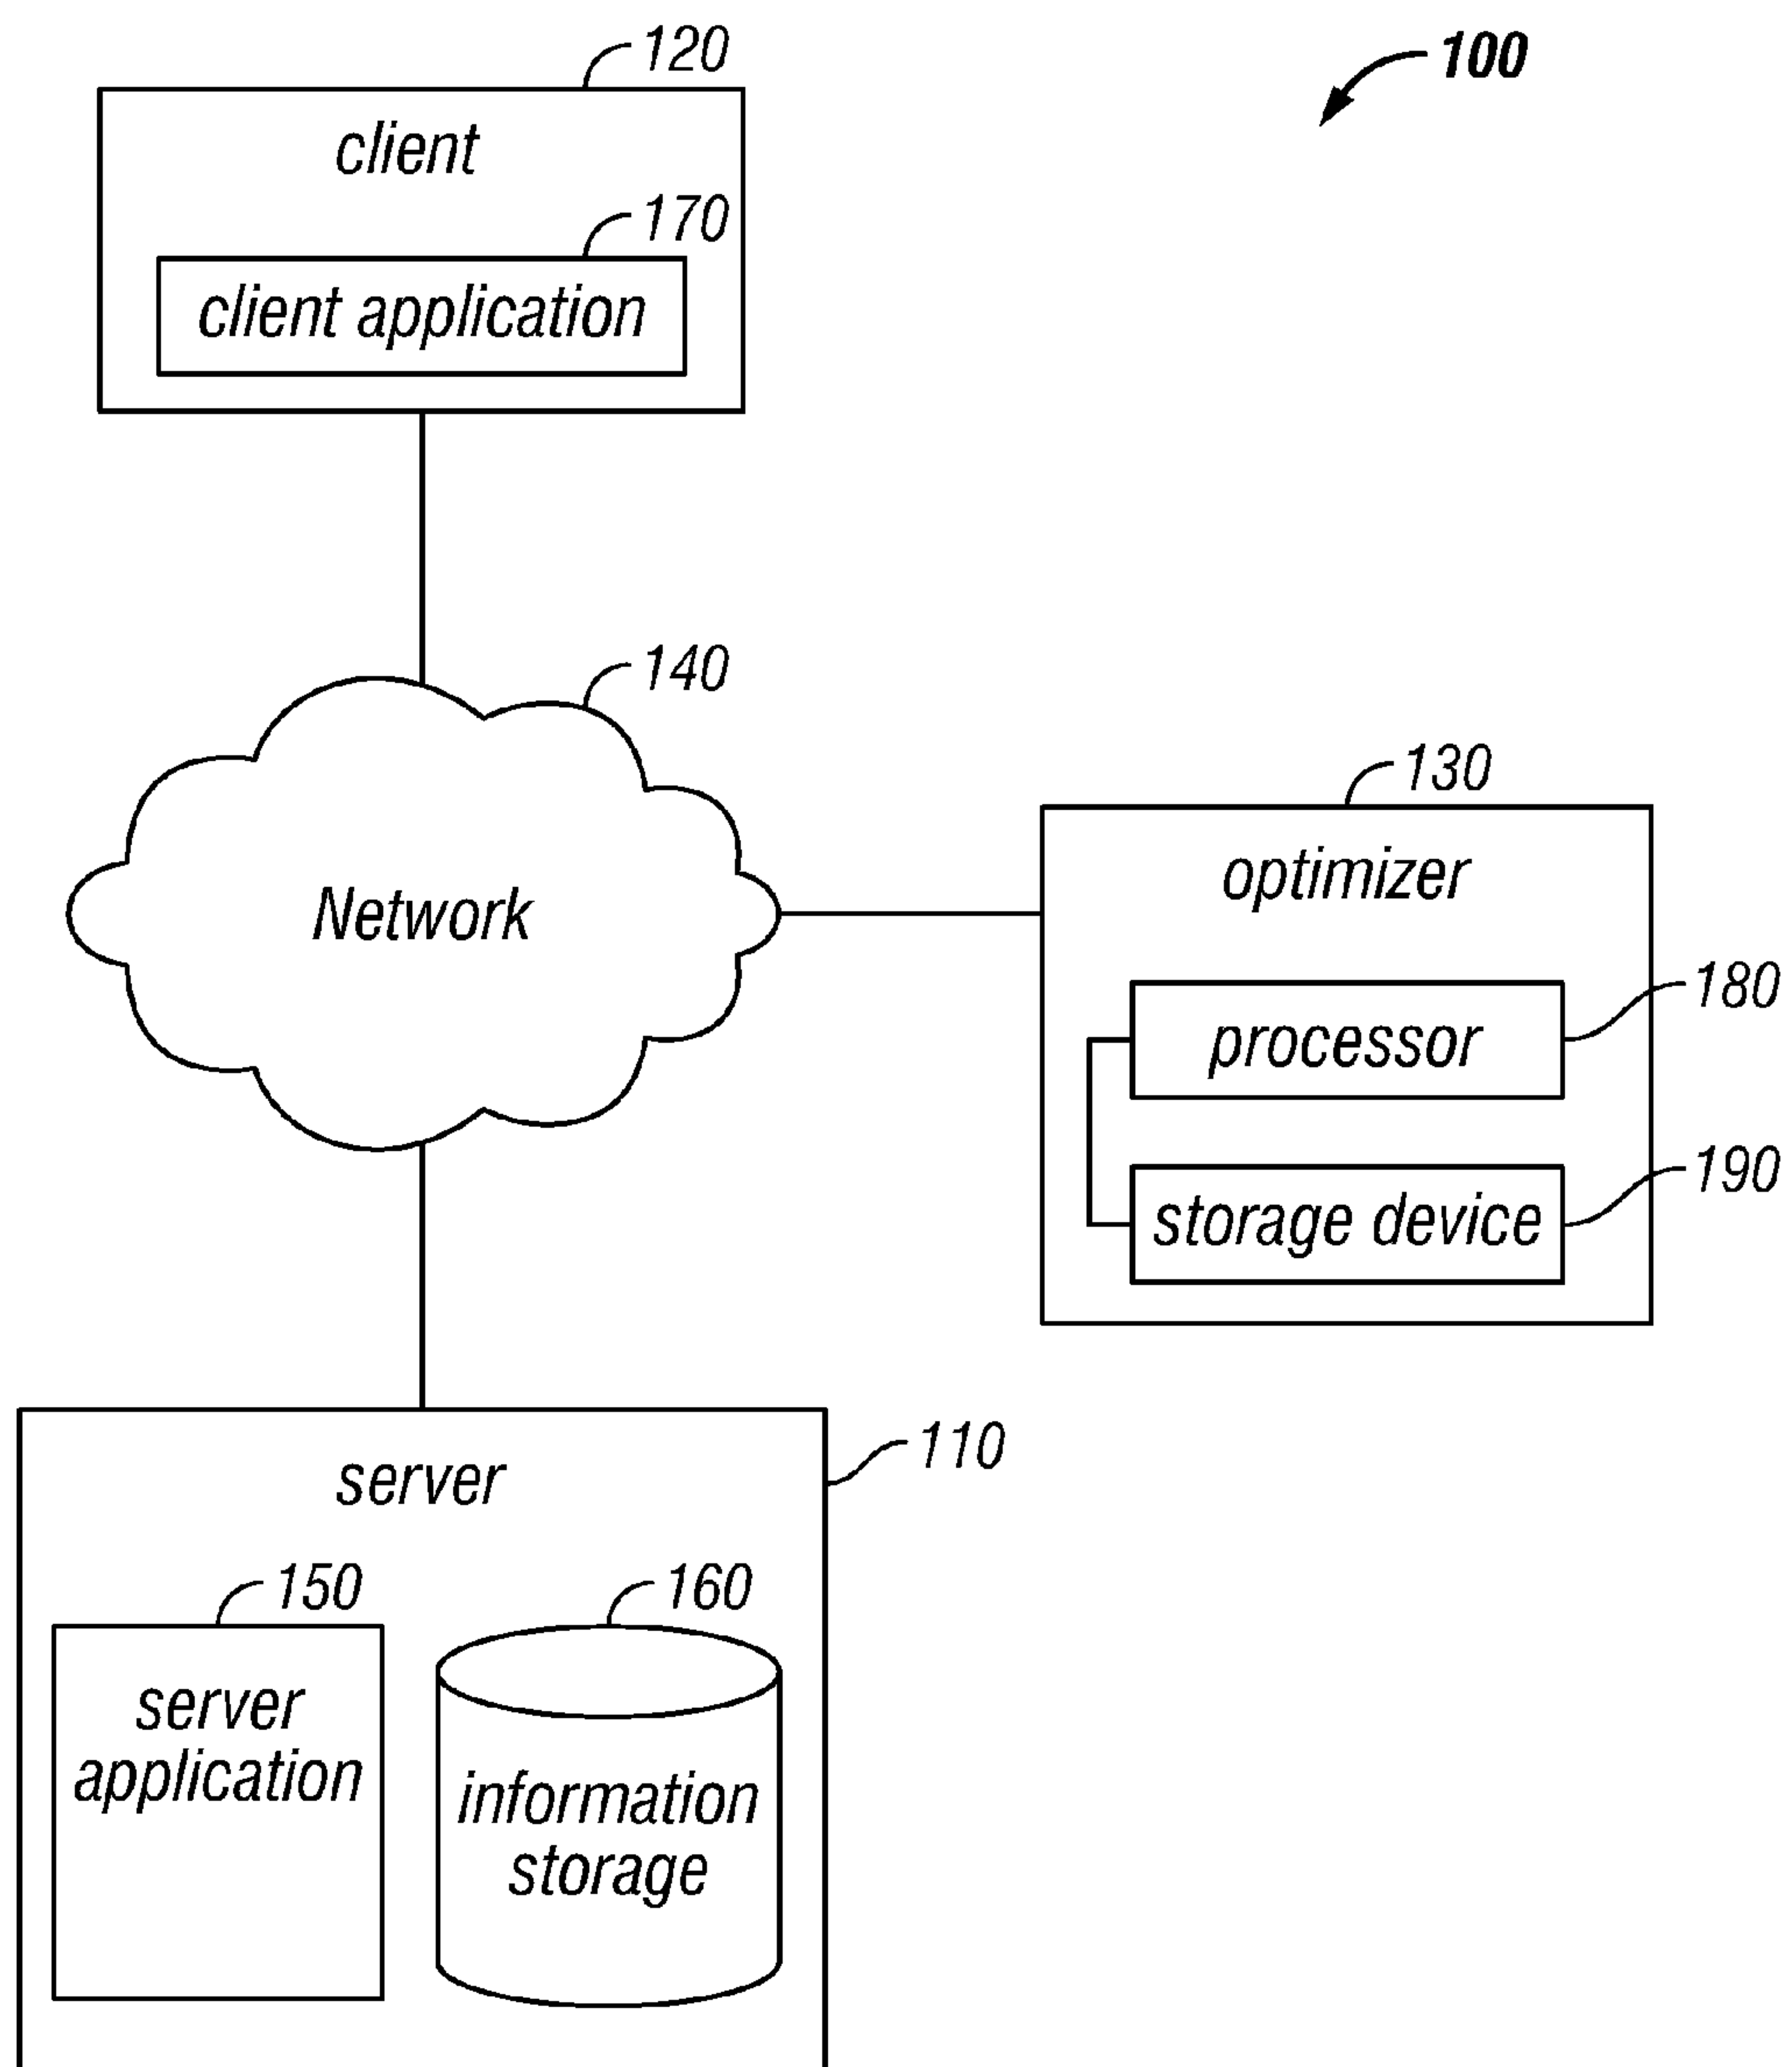 120
100
client
170
client application
140
130
Network
optimizer
180
processor
190
storage device
110
server
150
160
server
application
information
storage